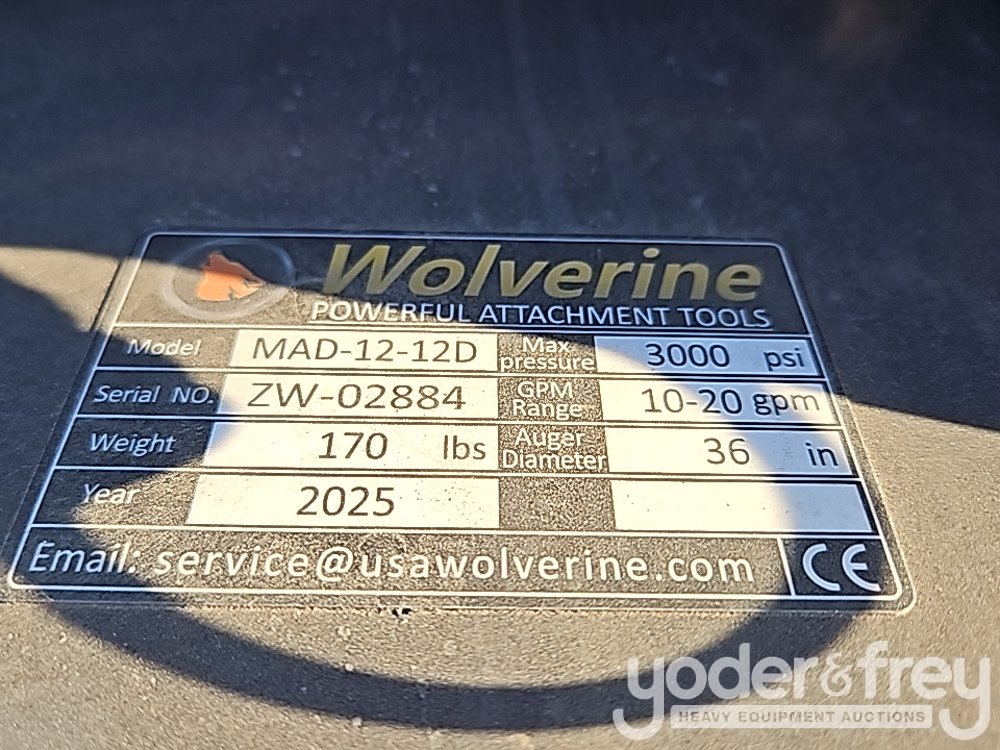 Wolverine
POWERFUL ATTACHMENT TOOLS
Model MAD-12-12D Max. pressure 3000 psi
Serial NO. ZW-02884 GPM Range 10-20 gpm
Weight 170 lbs Auger Diameter 36 in
Year 2025
Email: service@usawolverine.com CE
yoder&frey
HEAVY EQUIPMENT AUCTIONS